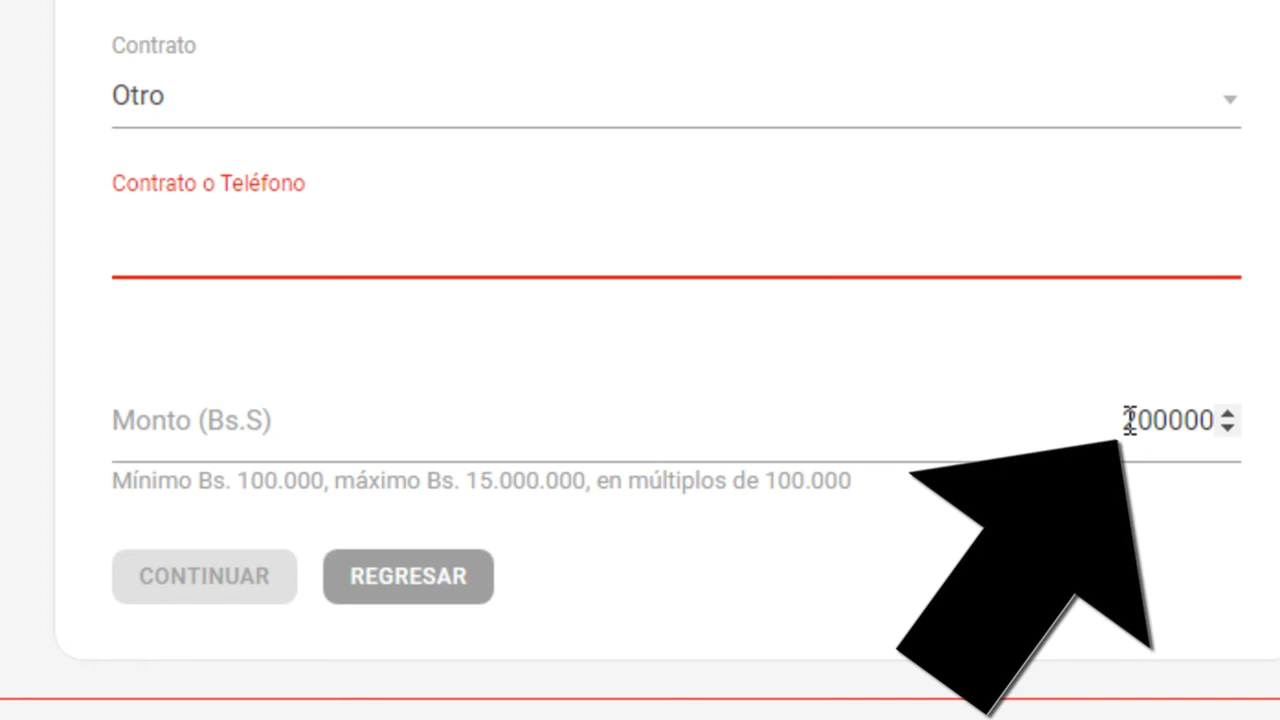 Contrato
Otro
Contrato o Teléfono
Monto (Bs.S)
200000
Mínimo Bs. 100.000, máximo Bs. 15.000.000, en múltiplos de 100.000
CONTINUAR
REGRESAR